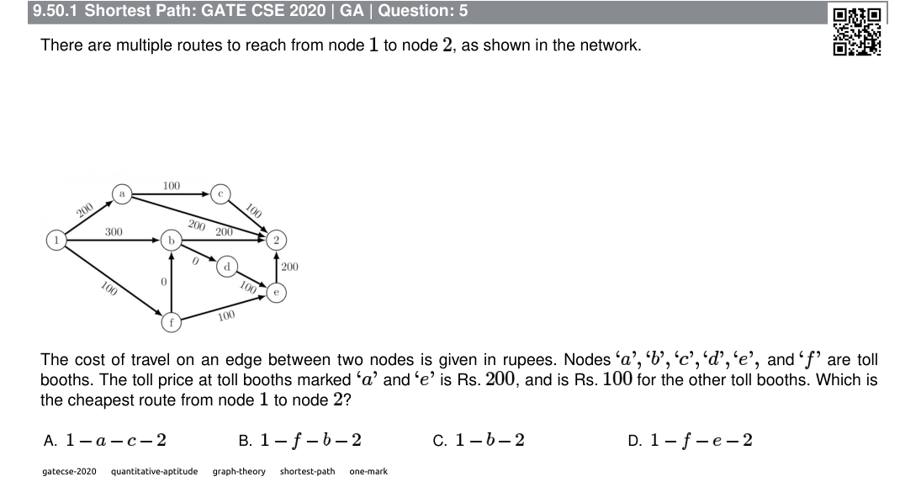 9.50.1 Shortest Path: GATE CSE 2020 | GA | Question: 5
There are multiple routes to reach from node 1 to node 2, as shown in the network.
100
a
c
200
100
200
200
300
1
b
2
0
d
200
0
100
100
e
100
f
The cost of travel on an edge between two nodes is given in rupees. Nodes ‘a’, ‘b’, ‘c’, ‘d’, ‘e’, and ‘f’ are toll
booths. The toll price at toll booths marked ‘a’ and ‘e’ is Rs. 200, and is Rs. 100 for the other toll booths. Which is
the cheapest route from node 1 to node 2?
A. 1 – a – c – 2 B. 1 – f – b – 2 C. 1 – b – 2 D. 1 – f – e – 2
gatecse-2020 quantitative-aptitude graph-theory shortest-path one-mark